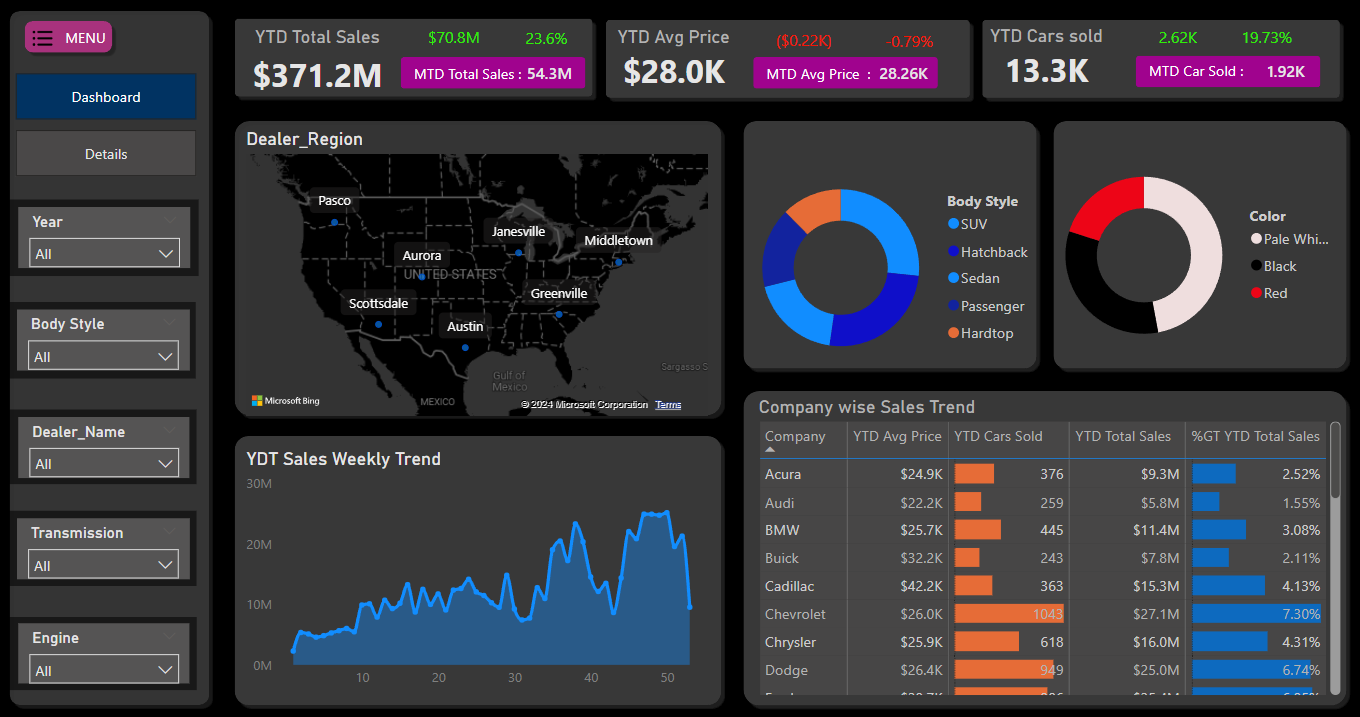 MENU
Dashboard
Details
Year
All
Body Style
All
Dealer_Name
All
Transmission
All
Engine
All
YTD Total Sales
$70.8M
23.6%
$371.2M
MTD Total Sales : 54.3M
YTD Avg Price
($0.22K)
-0.79%
$28.0K
MTD Avg Price : 28.26K
YTD Cars sold
2.62K
19.73%
13.3K
MTD Car Sold : 1.92K
Dealer_Region
Pasco
Janesville
Middletown
Aurora
UNITED STATES
Scottsdale
Greenville
Austin
Sargasso S
Gulf of
Mexico
MEXICO
Microsoft Bing
© 2024 Microsoft Corporation Terms
Body Style
SUV
Hatchback
Sedan
Passenger
Hardtop
Color
Pale Whi...
Black
Red
YDT Sales Weekly Trend
30M
20M
10M
0M
10 20 30 40 50
Company wise Sales Trend
Company YTD Avg Price YTD Cars Sold YTD Total Sales %GT YTD Total Sales
Acura $24.9K 376 $9.3M 2.52%
Audi $22.2K 259 $5.8M 1.55%
BMW $25.7K 445 $11.4M 3.08%
Buick $32.2K 243 $7.8M 2.11%
Cadillac $42.2K 363 $15.3M 4.13%
Chevrolet $26.0K 1043 $27.1M 7.30%
Chrysler $25.9K 618 $16.0M 4.31%
Dodge $26.4K 949 $25.0M 6.74%